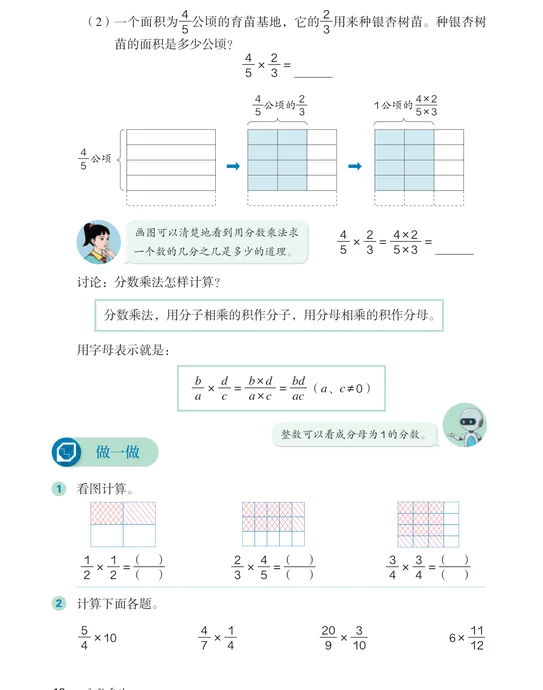 （2）一个面积为4/5公顷的育苗基地，它的2/3用来种银杏树苗。种银杏树
苗的面积是多少公顷？
4/5 × 2/3 = ______
4/5公顷的2/3
1公顷的4×2/5×3
4/5公顷
画图可以清楚地看到用分数乘法求
一个数的几分之几是多少的道理。
4/5 × 2/3 = 4×2/5×3 = ______
讨论：分数乘法怎样计算？
分数乘法，用分子相乘的积作分子，用分母相乘的积作分母。
用字母表示就是：
b/a × d/c = b×d/a×c = bd/ac（a、c≠0）
整数可以看成分母为1的分数。
做一做
1 看图计算。
1/2 × 1/2 = (　)/(　)
2/3 × 4/5 = (　)/(　)
3/4 × 3/4 = (　)/(　)
2 计算下面各题。
5/4 × 10
4/7 × 1/4
20/9 × 3/10
6 × 11/12